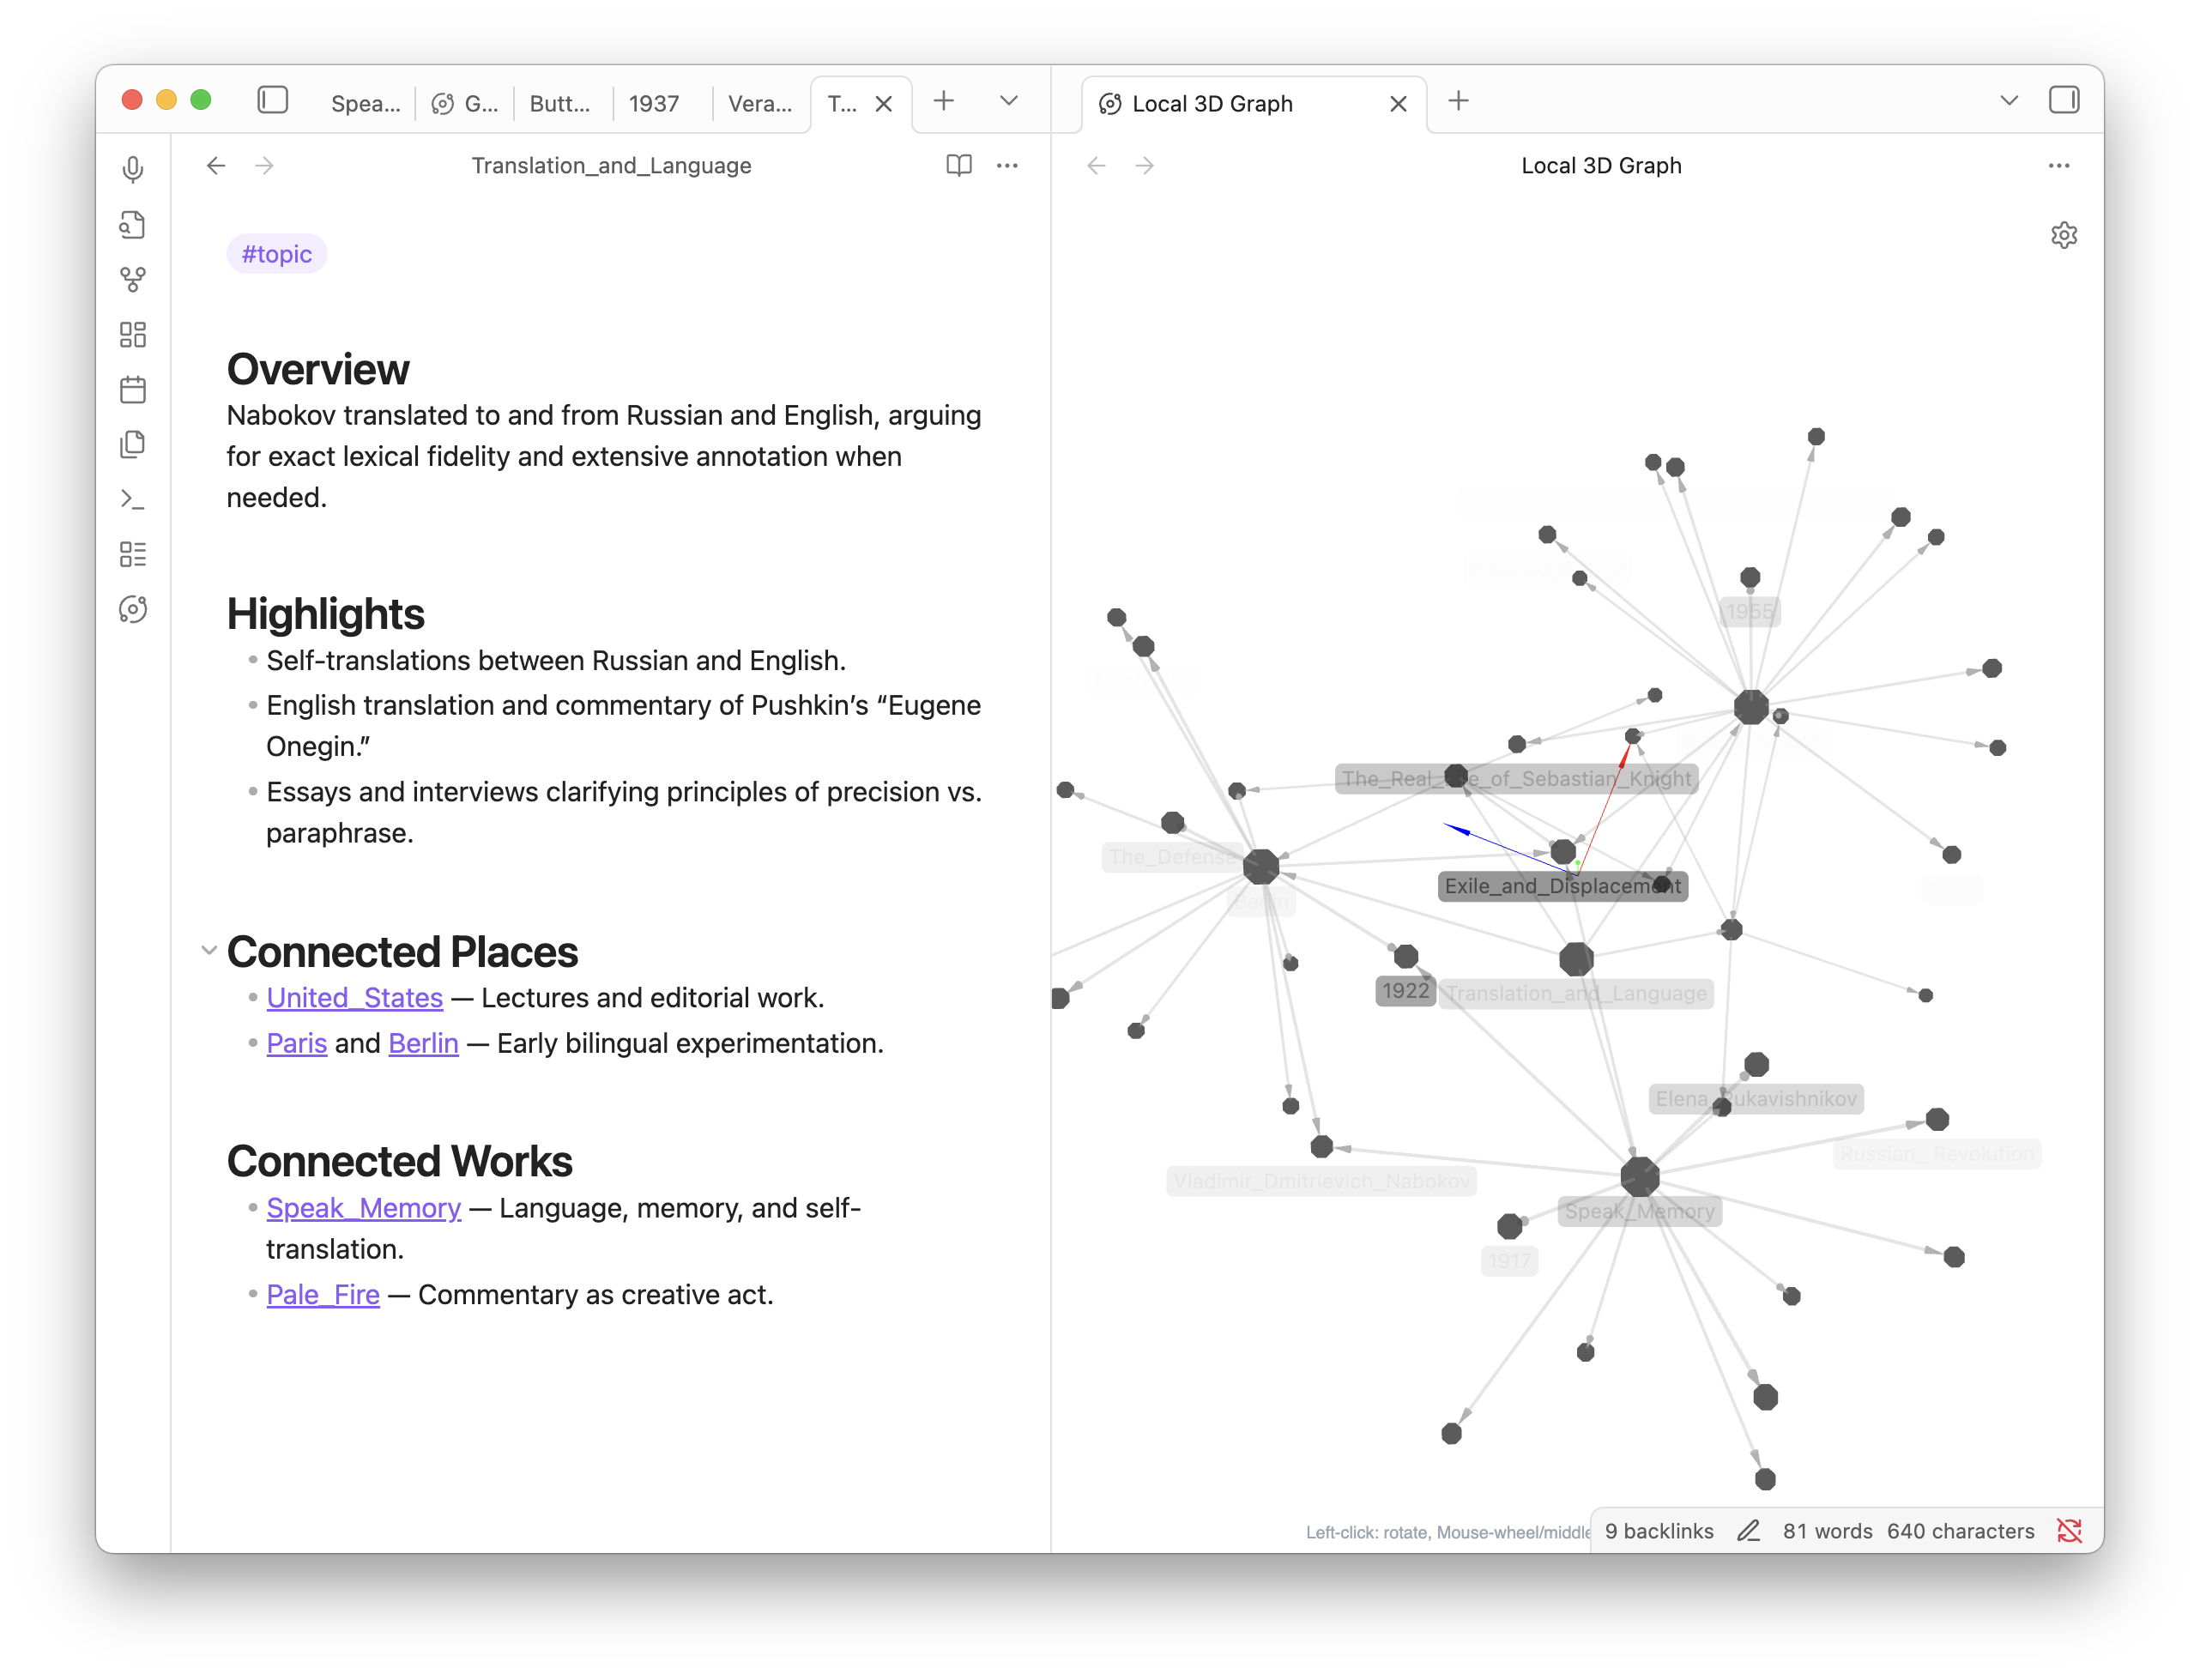 Spea...
G...
Butt...
1937
Vera...
T...
Local 3D Graph
Translation_and_Language
Local 3D Graph
#topic
Overview
Nabokov translated to and from Russian and English, arguing
for exact lexical fidelity and extensive annotation when
needed.
Highlights
Self-translations between Russian and English.
English translation and commentary of Pushkin’s “Eugene
Onegin.”
Essays and interviews clarifying principles of precision vs.
paraphrase.
Connected Places
United_States — Lectures and editorial work.
Paris and Berlin — Early bilingual experimentation.
Connected Works
Speak_Memory — Language, memory, and self-
translation.
Pale_Fire — Commentary as creative act.
1955
The_Real_Life_of_Sebastian_Knight
The_Defense
Exile_and_Displacement
Berlin
1922
Translation_and_Language
Elena_Rukavishnikov
Russian_ Revolution
Vladimir_Dmitrievich_Nabokov
Speak_Memory
1917
Left-click: rotate, Mouse-wheel/middle
9 backlinks
81 words
640 characters